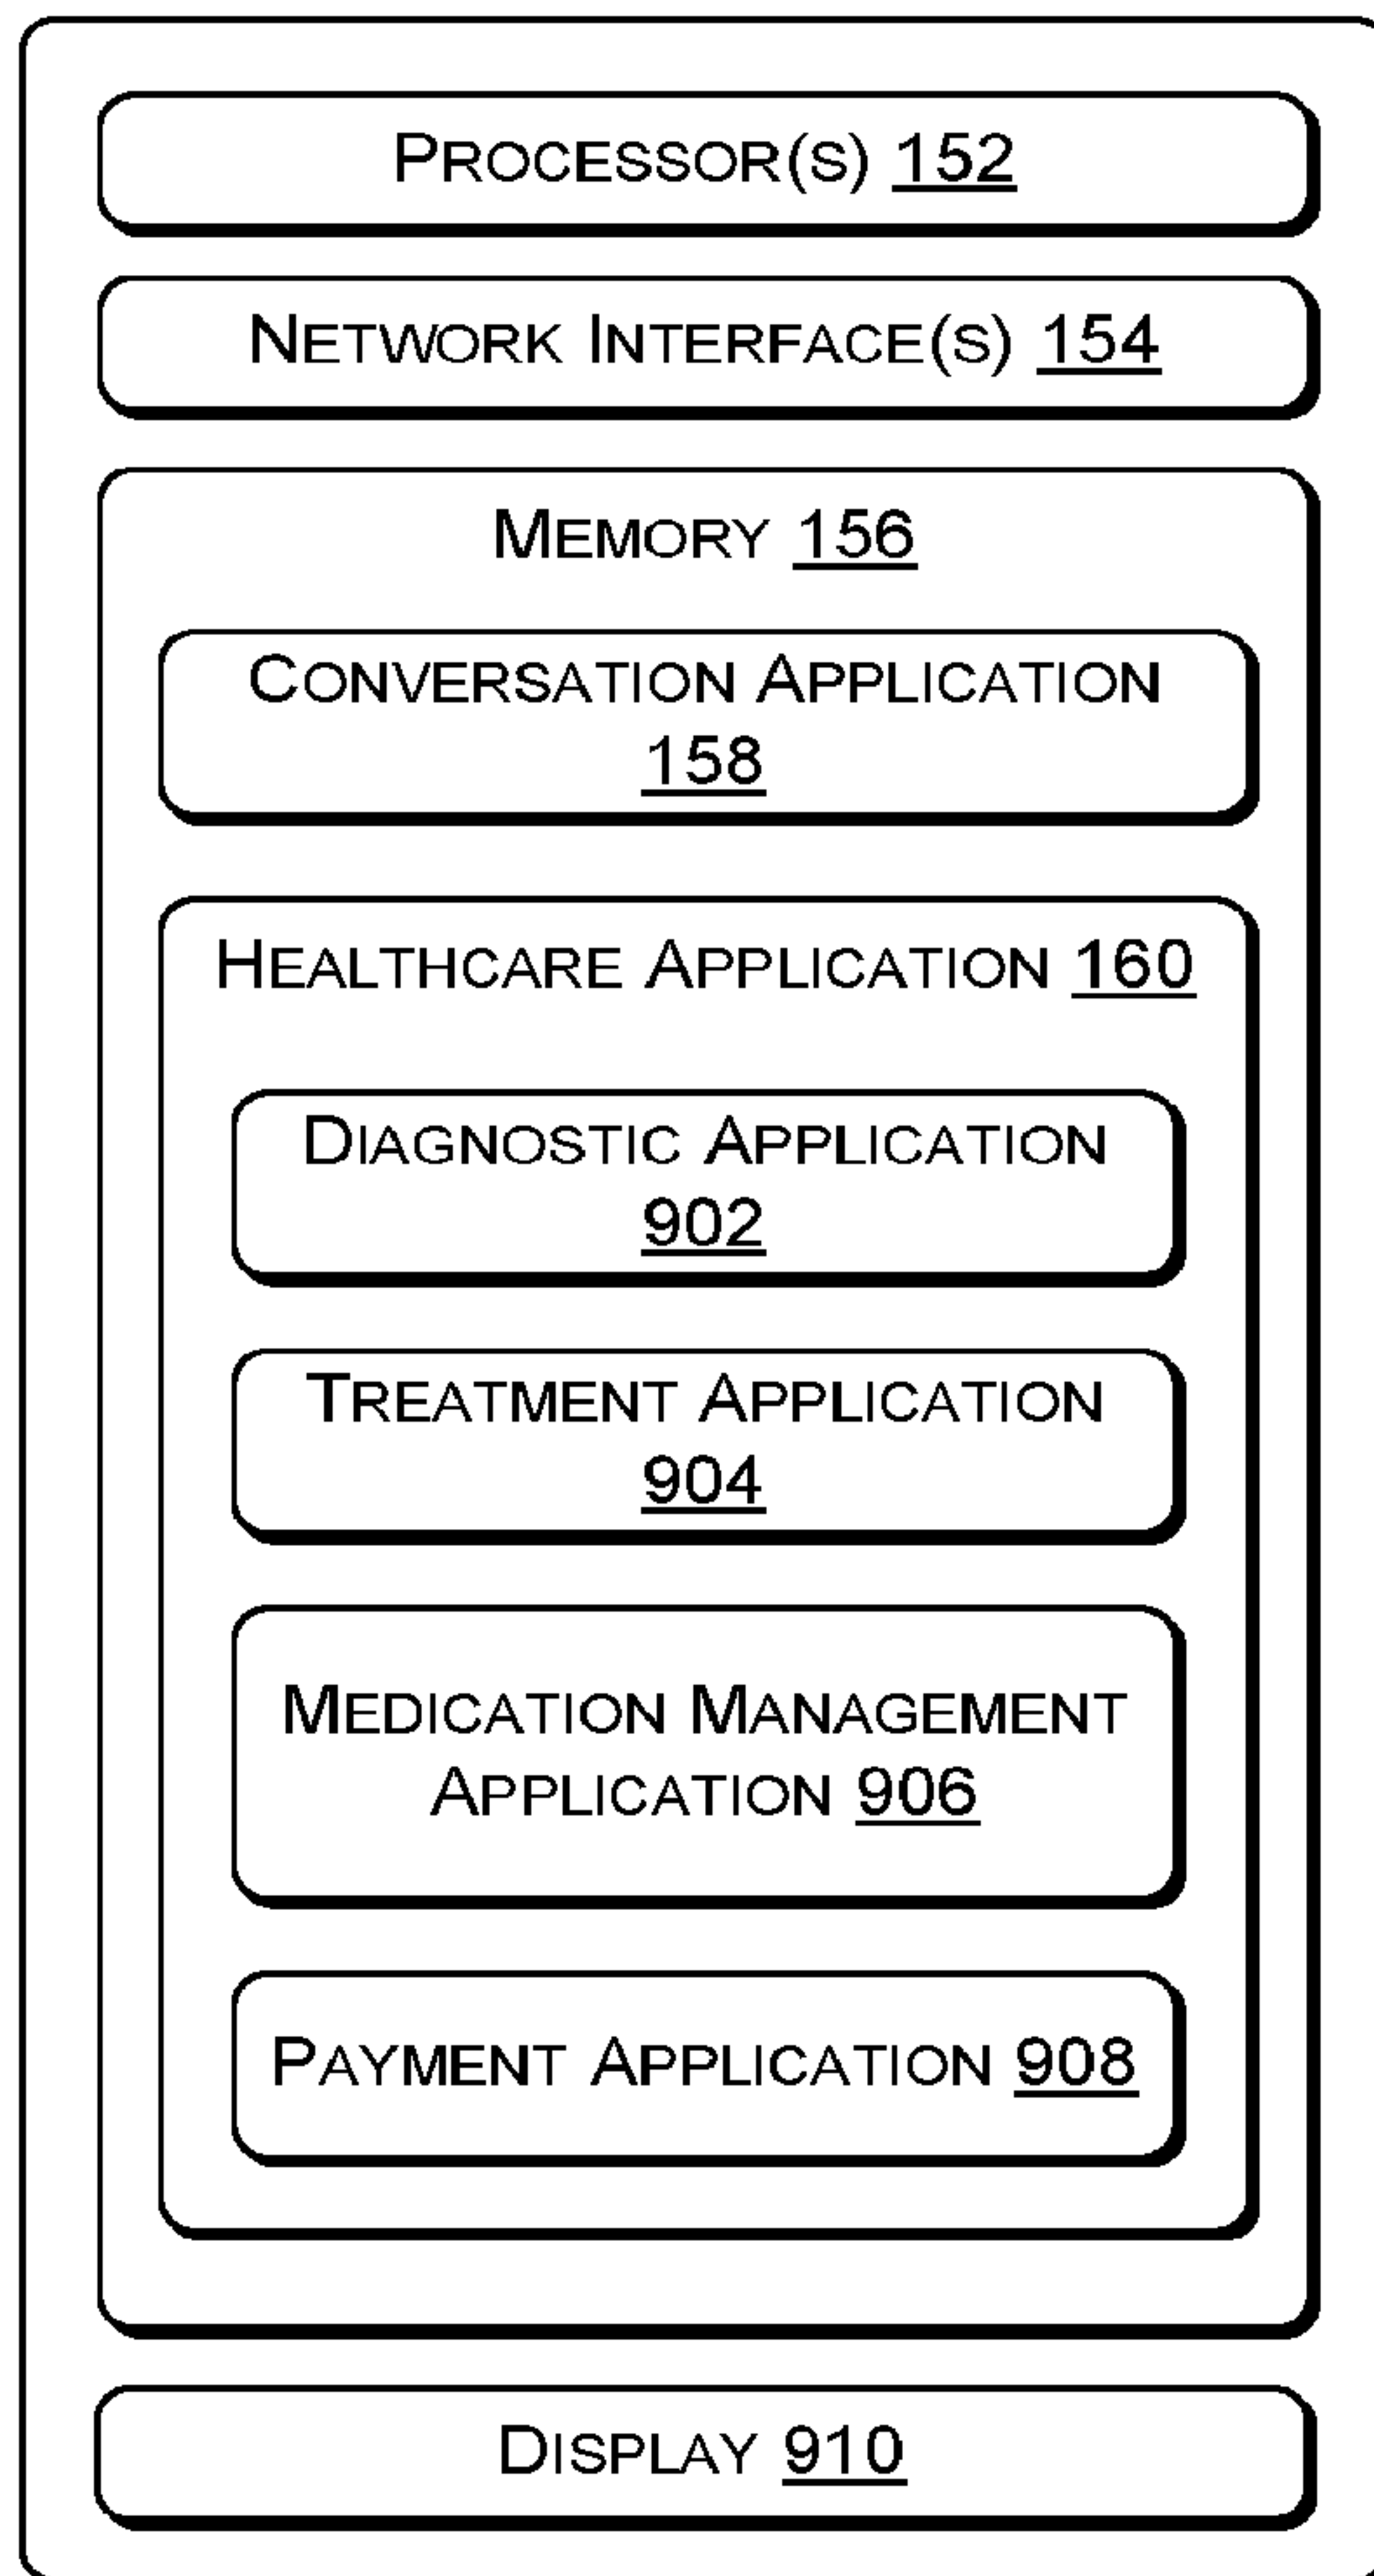 PROCESSOR(S) 152
NETWORK INTERFACE(S) 154
MEMORY 156
CONVERSATION APPLICATION
158
HEALTHCARE APPLICATION 160
DIAGNOSTIC APPLICATION
902
TREATMENT APPLICATION
904
MEDICATION MANAGEMENT
APPLICATION 906
PAYMENT APPLICATION 908
DISPLAY 910